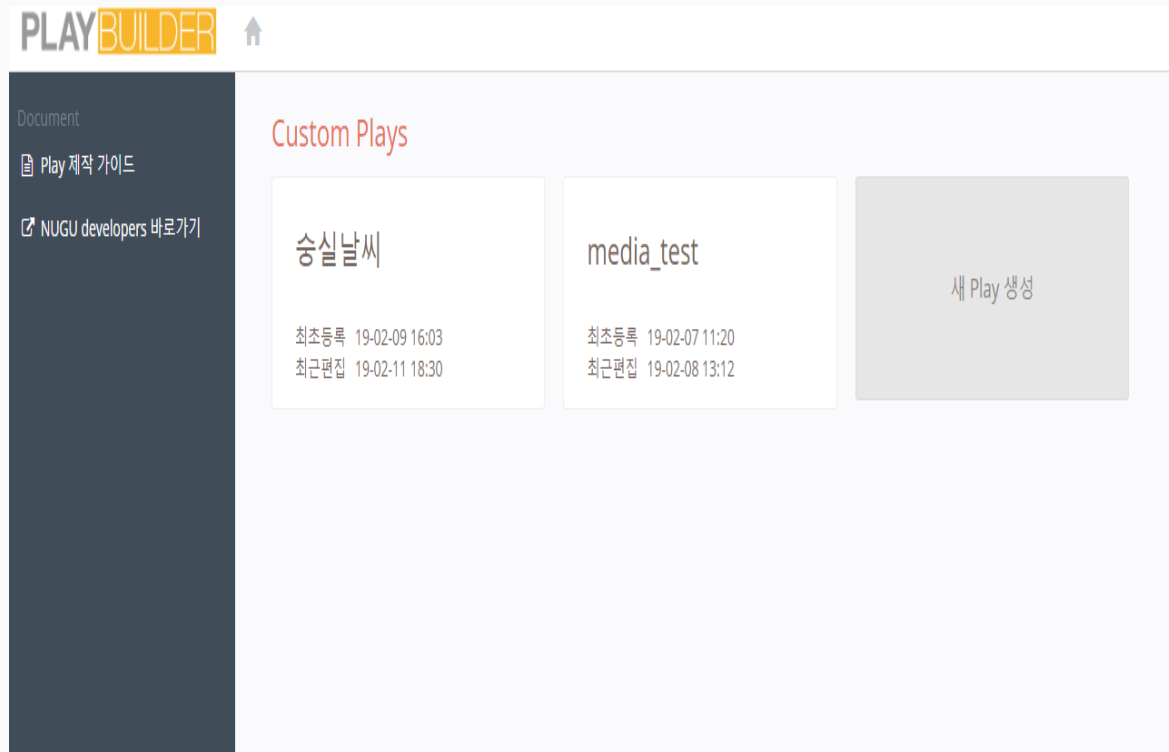 PLAYBUILDER
Document
Play 제작 가이드
NUGU developers 바로가기
Custom Plays
숭실날씨
최초등록 19-02-09 16:03
최근편집 19-02-11 18:30
media_test
최초등록 19-02-07 11:20
최근편집 19-02-08 13:12
새 Play 생성